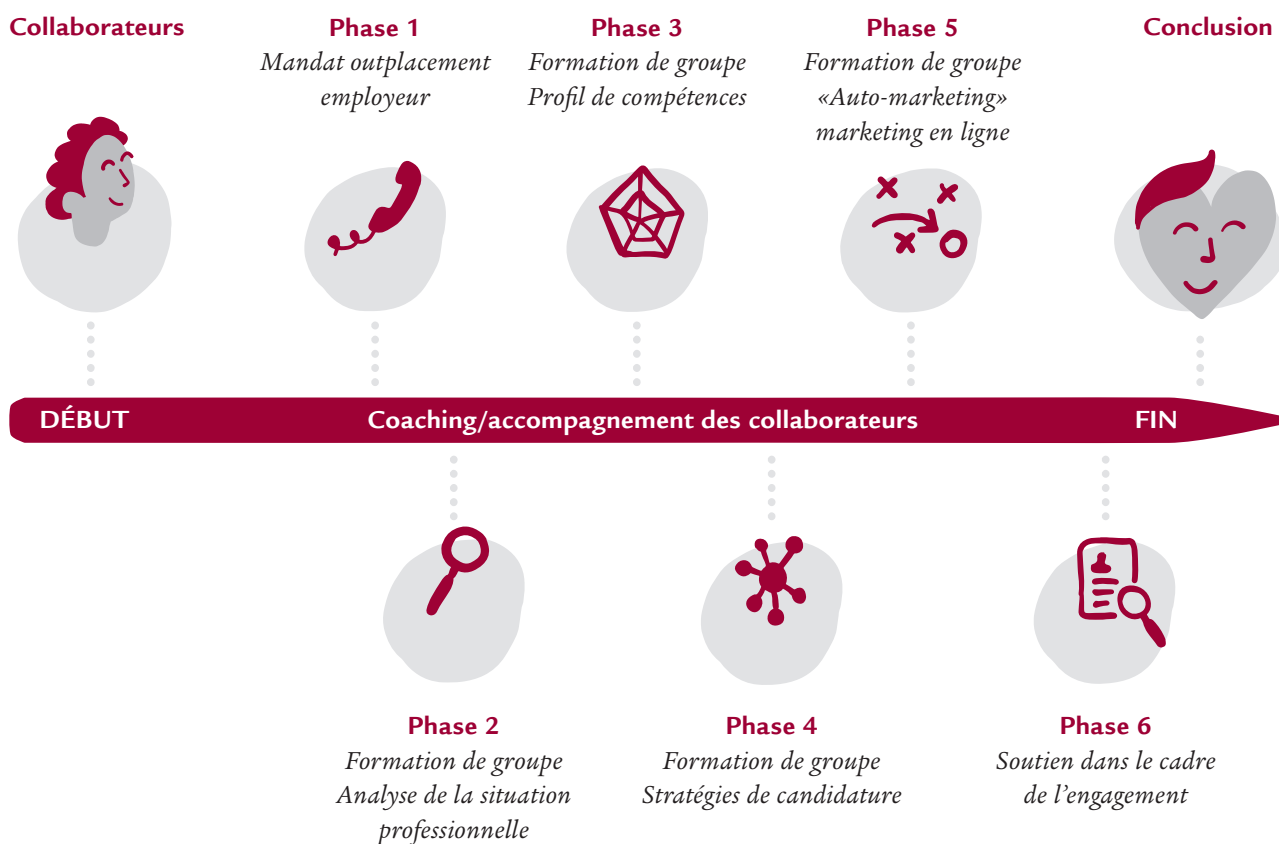 Collaborateurs
Phase 1
Mandat outplacement
employeur
Phase 3
Formation de groupe
Profil de compétences
Phase 5
Formation de groupe
«Auto-marketing»
marketing en ligne
Conclusion
DÉBUT
Coaching/accompagnement des collaborateurs
FIN
Phase 2
Formation de groupe
Analyse de la situation
professionnelle
Phase 4
Formation de groupe
Stratégies de candidature
Phase 6
Soutien dans le cadre
de l’engagement